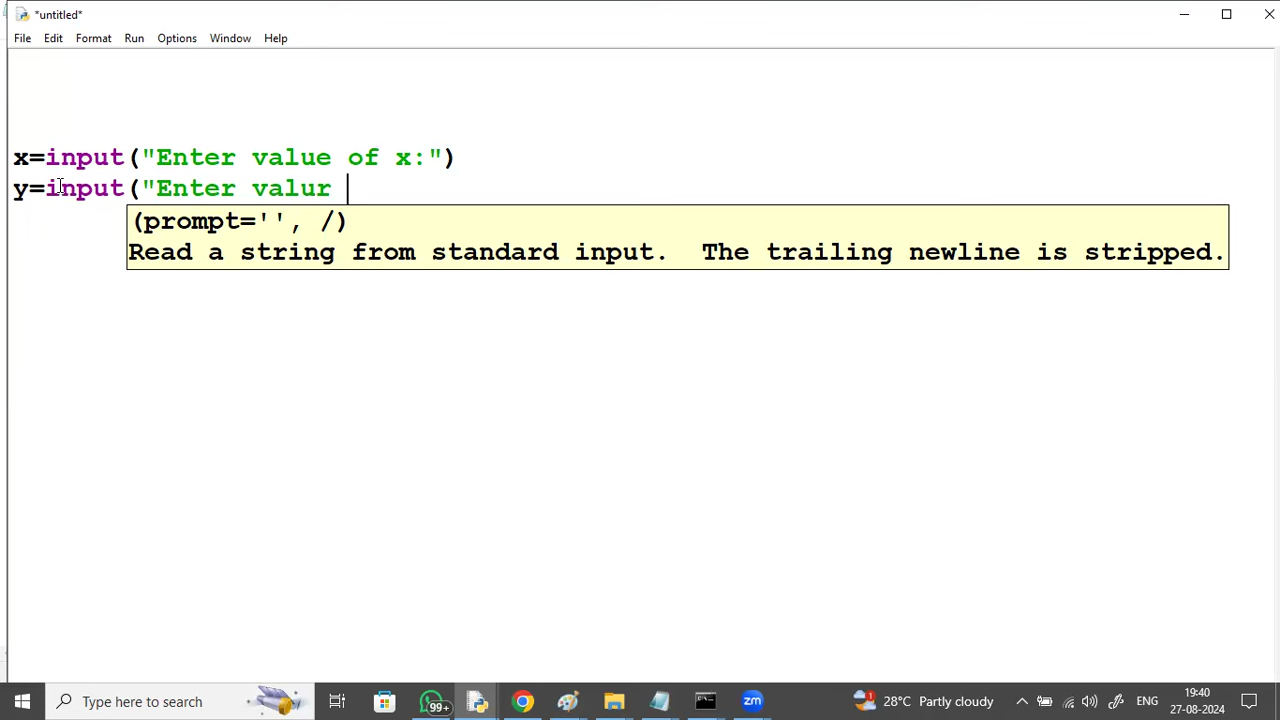 *untitled*
File Edit Format Run Options Window Help
x=input("Enter value of x:")
y=input("Enter valur
(prompt='', /)
Read a string from standard input.  The trailing newline is stripped.
Type here to search
99+
zm
1
28°C Partly cloudy
ENG
19:40
27-08-2024